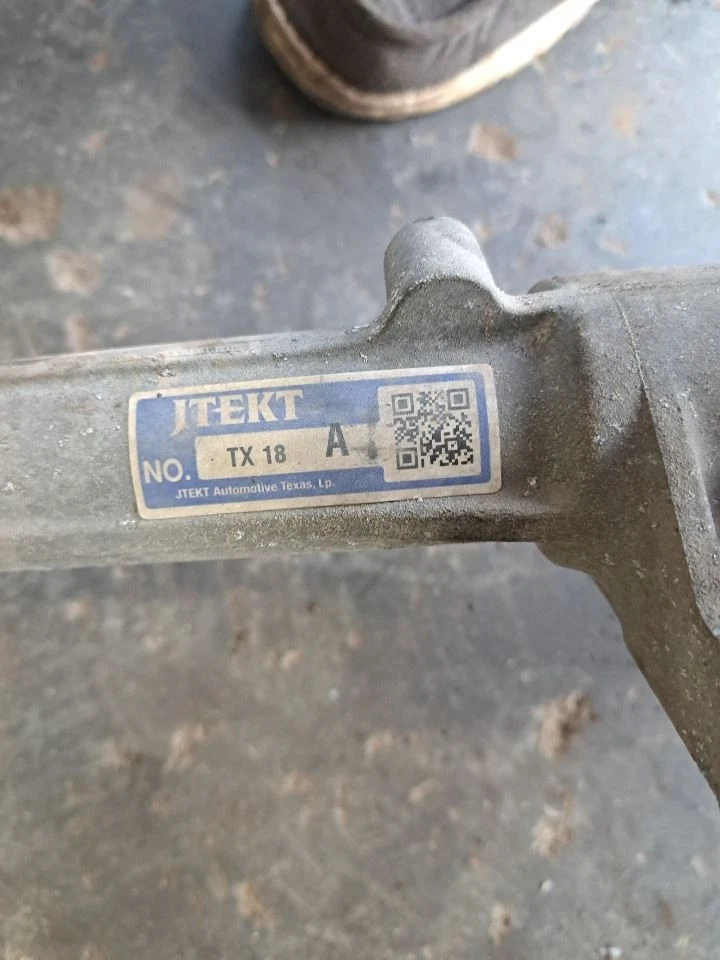 JTEKT
NO. TX 18 A
JTEKT Automotive Texas, Lp.